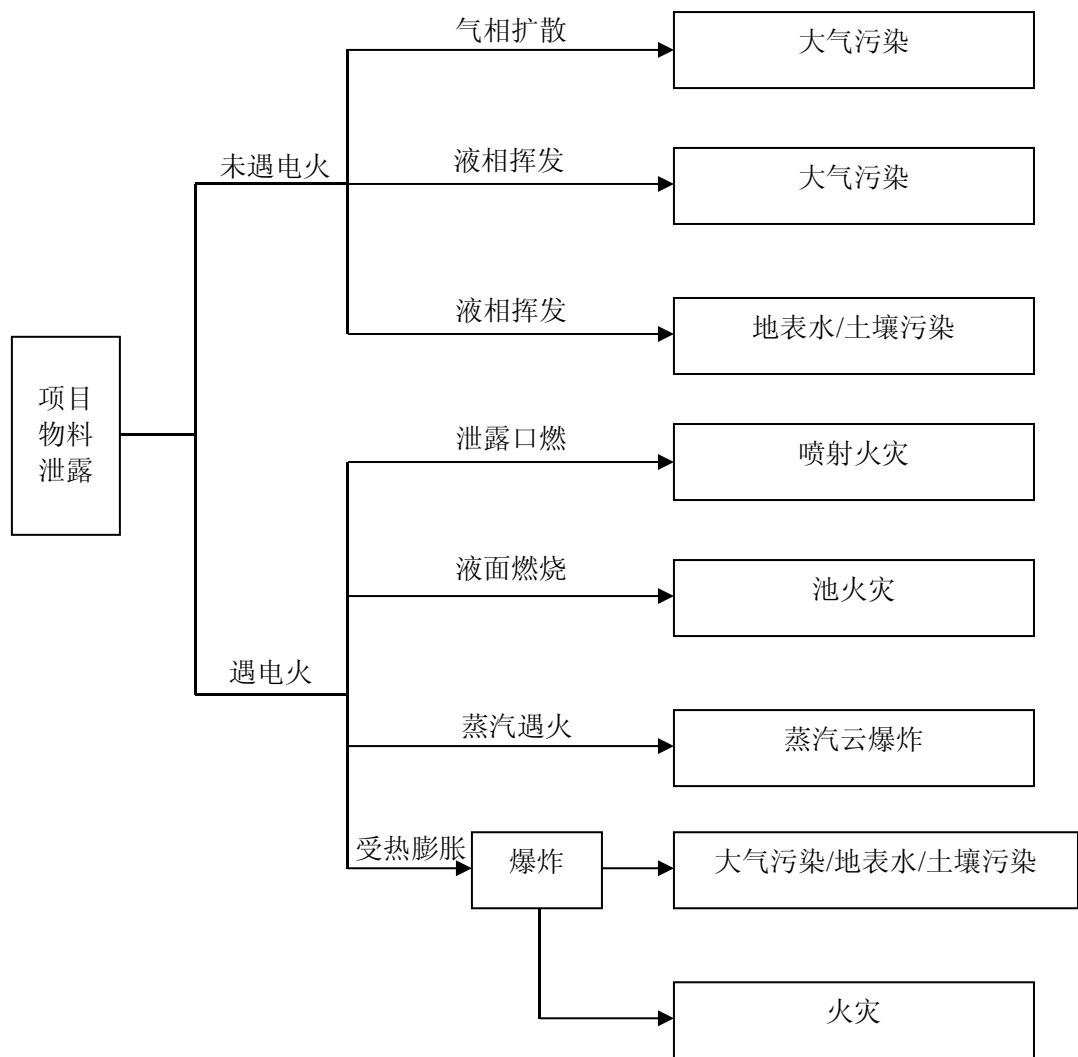 气相扩散
大气污染
未遇电火
液相挥发
大气污染
液相挥发
地表水/土壤污染
项目
物料
泄露
泄露口燃
喷射火灾
液面燃烧
池火灾
遇电火
蒸汽遇火
蒸汽云爆炸
受热膨胀
爆炸
大气污染/地表水/土壤污染
火灾